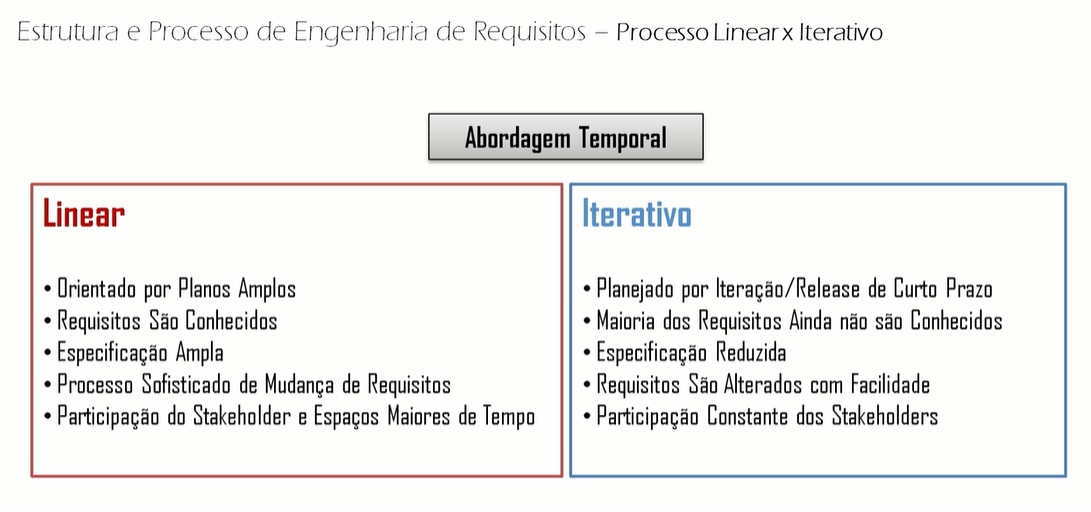 Estrutura e Processo de Engenharia de Requisitos – Processo Linear x Iterativo
Abordagem Temporal
Linear
• Orientado por Planos Amplos
• Requisitos São Conhecidos
• Especificação Ampla
• Processo Sofisticado de Mudança de Requisitos
• Participação do Stakeholder e Espaços Maiores de Tempo
Iterativo
• Planejado por Iteração/Release de Curto Prazo
• Maioria dos Requisitos Ainda não são Conhecidos
• Especificação Reduzida
• Requisitos São Alterados com Facilidade
• Participação Constante dos Stakeholders